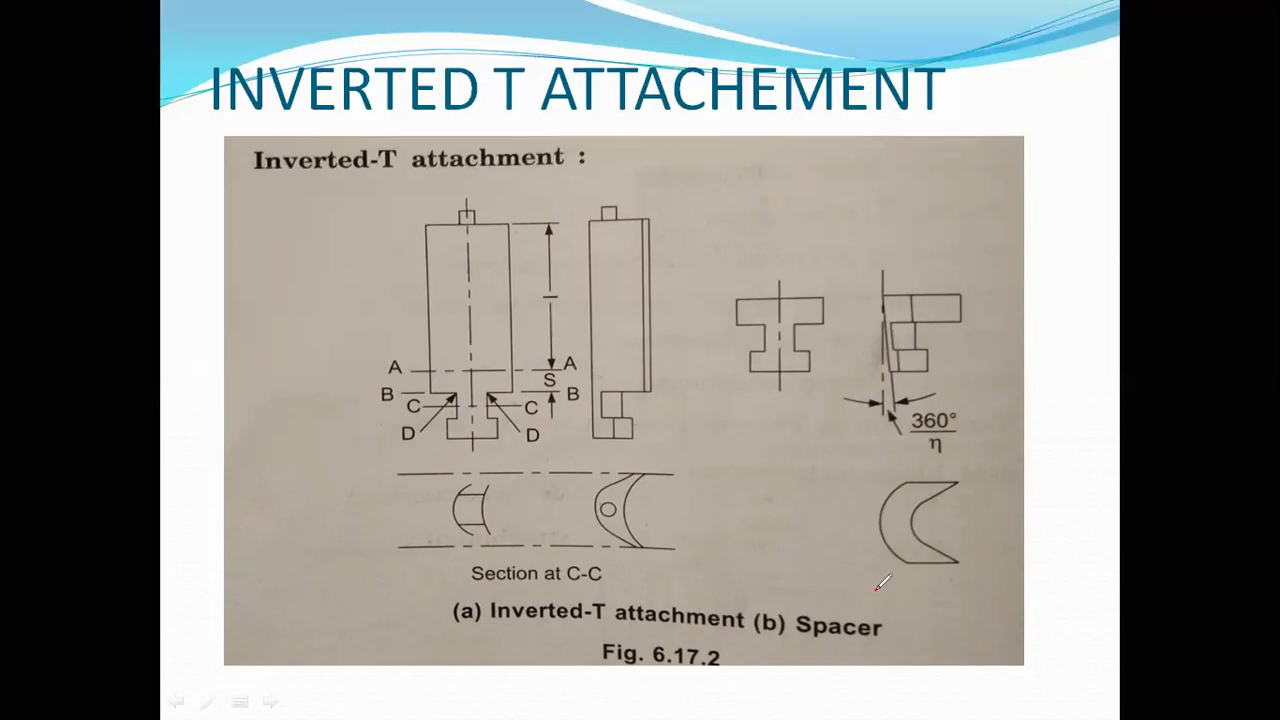 INVERTED T ATTACHEMENT
Inverted-T attachment :
A
A
S
B
B
C
C
D
D
360°
η
Section at C-C
(a) Inverted-T attachment (b) Spacer
Fig. 6.17.2